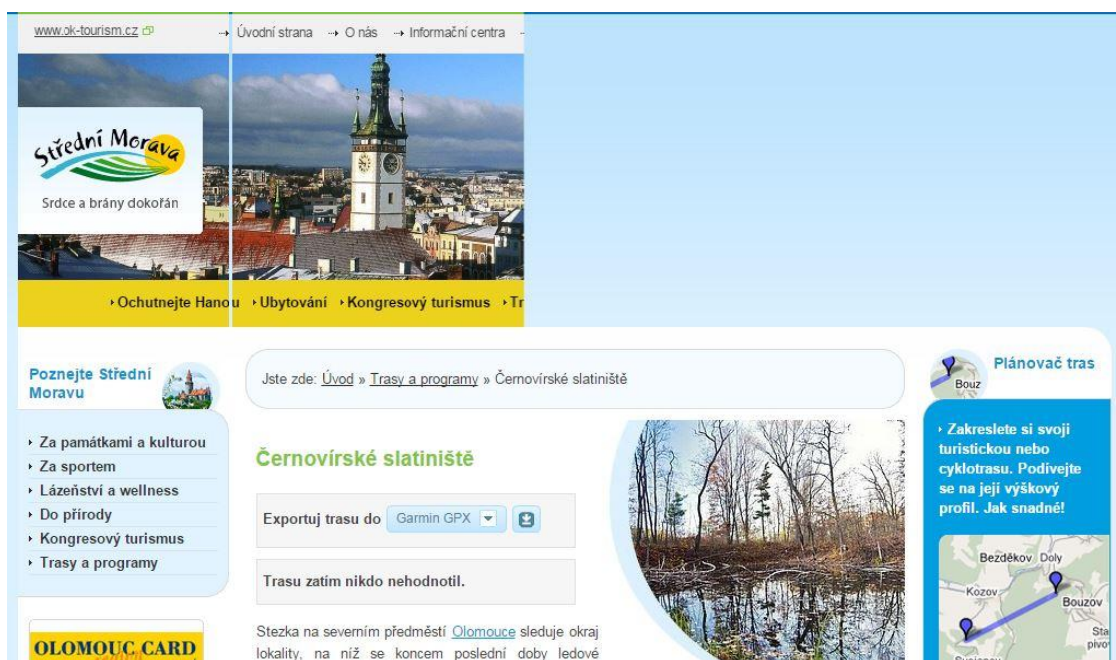 www.ok-tourism.cz
Úvodní strana
O nás
Informační centra
Střední Morava
Srdce a brány dokořán
Ochutnejte Hanou
Ubytování
Kongresový turismus
Tr
Poznejte Střední
Moravu
Za památkami a kulturou
Za sportem
Lázeňství a wellness
Do přírody
Kongresový turismus
Trasy a programy
OLOMOUC CARD
Jste zde: Úvod » Trasy a programy » Černovírské slatiniště
Černovírské slatiniště
Exportuj trasu do Garmin GPX
Trasu zatím nikdo nehodnotil.
Stezka na severním předměstí Olomouce sleduje okraj
lokality, na níž se koncem poslední doby ledové
Plánovač tras
Bouz
Zakreslete si svoji
turistickou nebo
cyklotrasu. Podívejte
se na její výškový
profil. Jak snadné!
Bezděkov Doly
Kozov
Bouzov
Sta
pivo